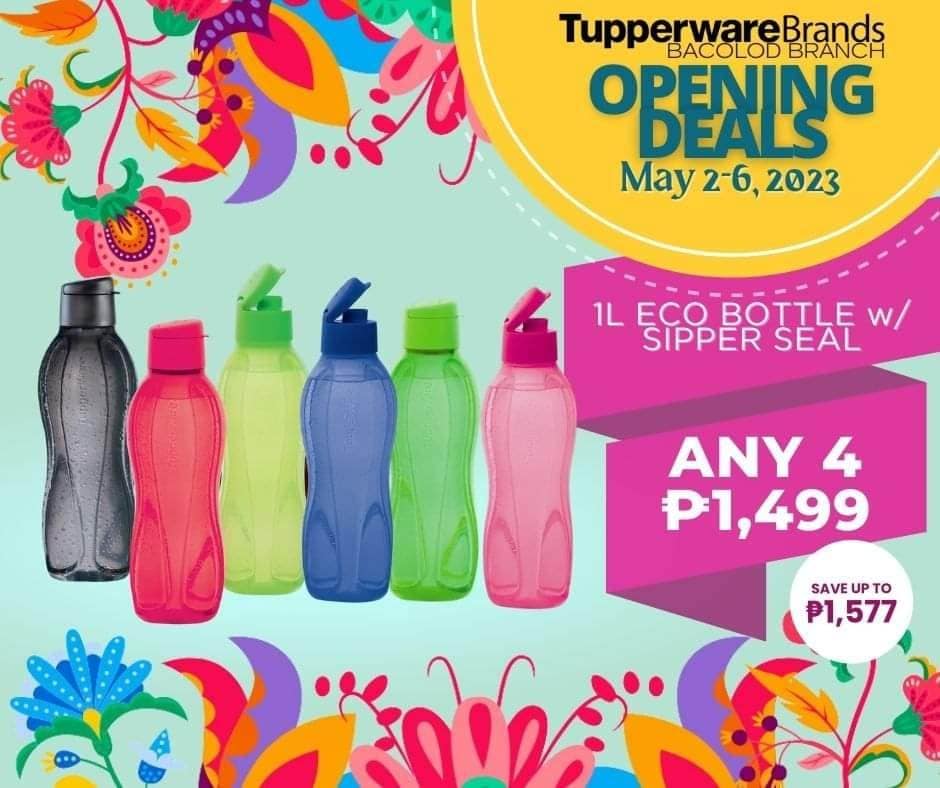 TupperwareBrands
BACOLOD BRANCH
OPENING
DEALS
May 2-6, 2023
1L ECO BOTTLE w/
SIPPER SEAL
ANY 4
₱1,499
SAVE UP TO
₱1,577